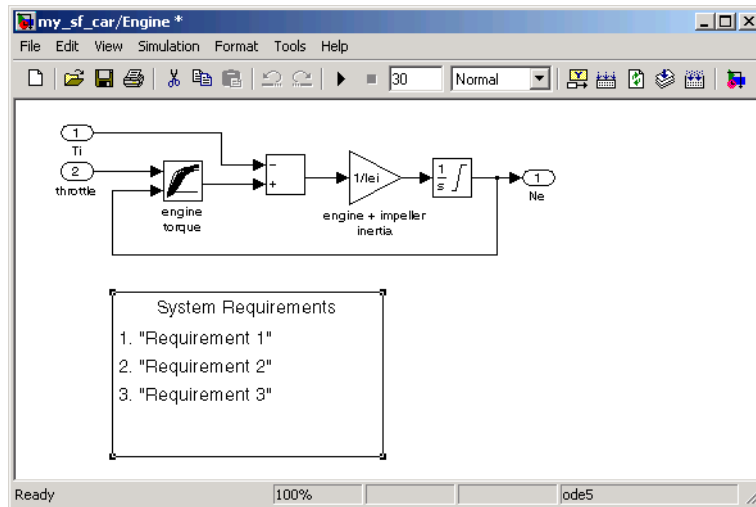 my_sf_car/Engine *
File Edit View Simulation Format Tools Help
30 Normal
1
Ti
2
throttle
engine
torque
−
+
1/Iei
engine + impeller
inertia
1
s
1
Ne
System Requirements
1. "Requirement 1"
2. "Requirement 2"
3. "Requirement 3"
Ready 100% ode5